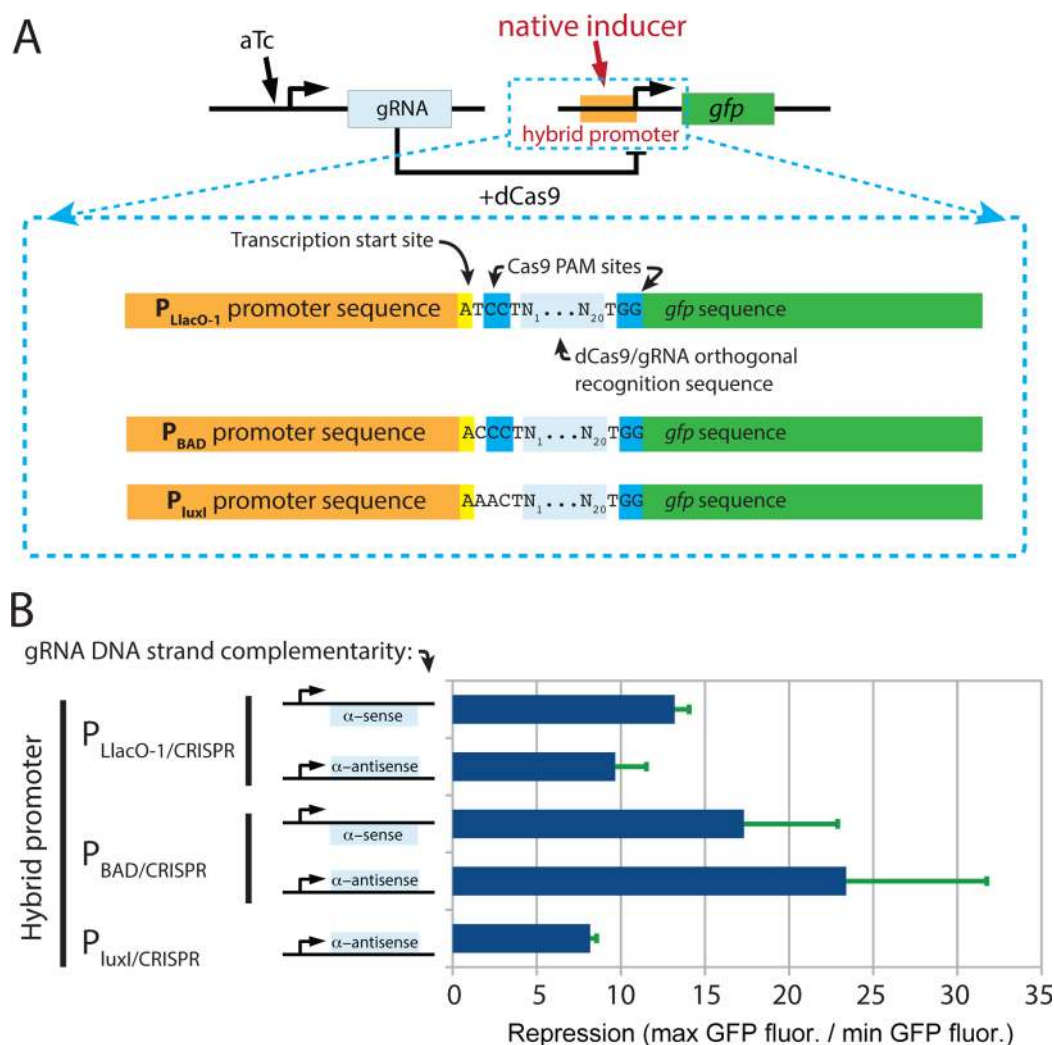 A
native inducer
aTc
gRNA
gfp
hybrid promoter
+dCas9
Transcription start site
Cas9 PAM sites
PLlacO-1 promoter sequence ATCCTN1...N20TGG gfp sequence
dCas9/gRNA orthogonal
recognition sequence
PBAD promoter sequence ACCCTN1...N20TGG gfp sequence
PluxI promoter sequence AAACTN1...N20TGG gfp sequence
B
gRNA DNA strand complementarity:
Hybrid promoter
PLlacO-1/CRISPR
α-sense
α-antisense
PBAD/CRISPR
α-sense
α-antisense
PluxI/CRISPR
α-antisense
0 5 10 15 20 25 30 35
Repression (max GFP fluor. / min GFP fluor.)